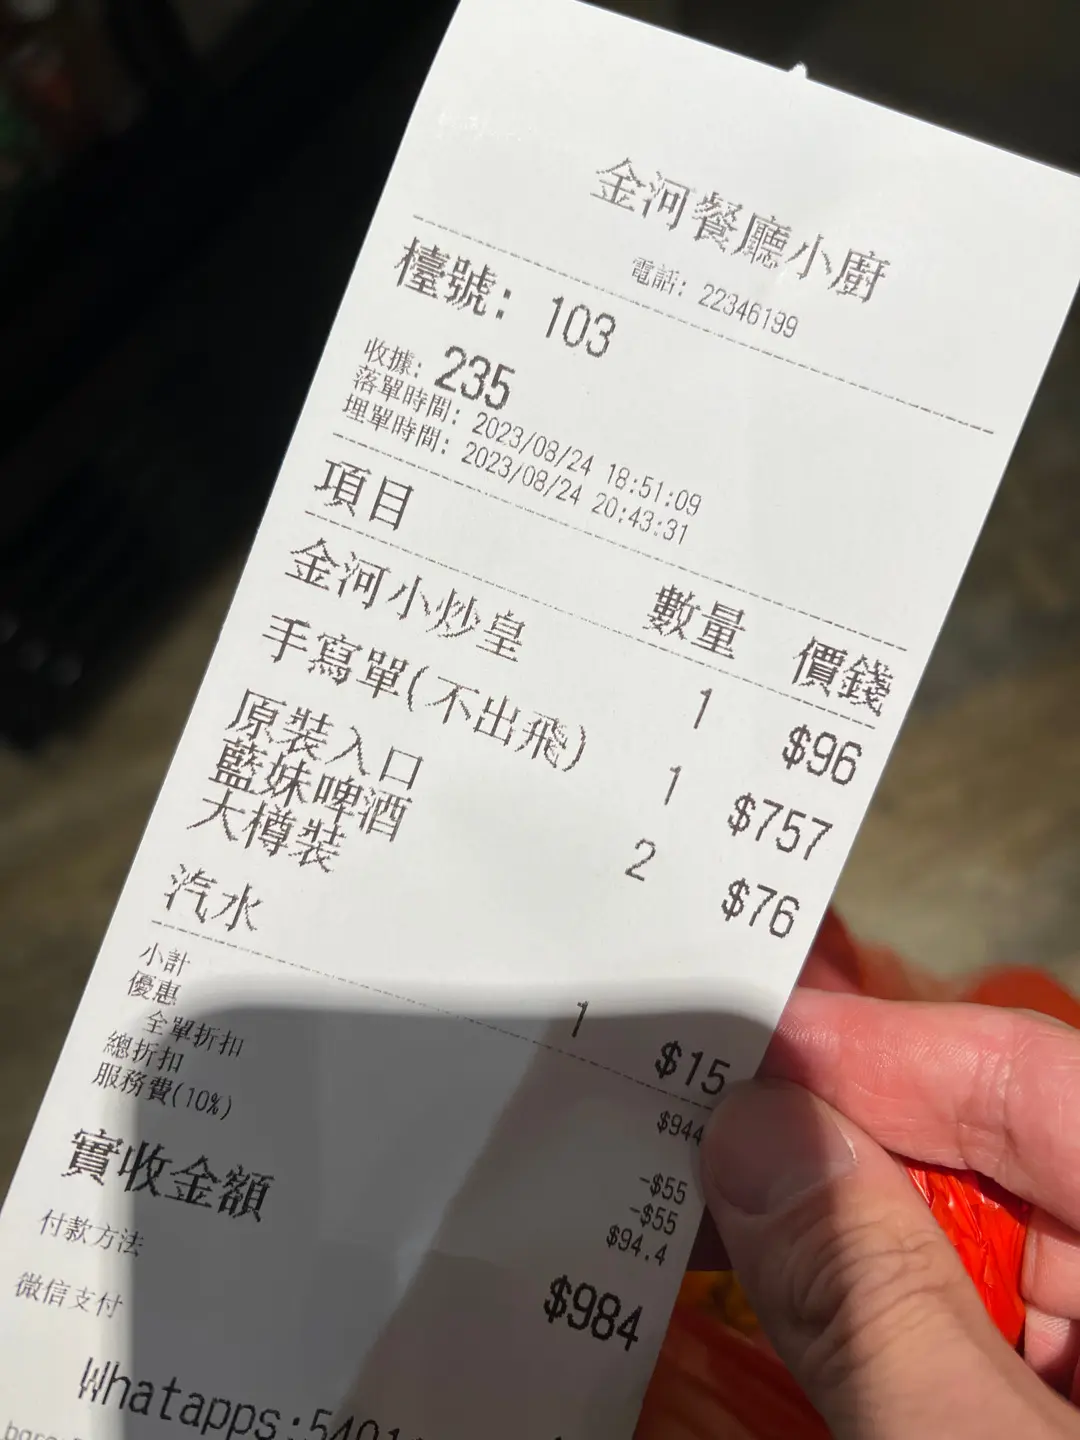 金河餐廳小廚
電話: 22346199
檯號: 103
收據: 235
落單時間: 2023/08/24 18:51:09
埋單時間: 2023/08/24 20:43:31
項目 數量 價錢
金河小炒皇 1 $96
手寫單(不出飛) 1 $757
原裝入口 2 $76
藍妹啤酒
大樽裝
汽水 1 $15
小計 $944
優惠
全單折扣 -$55
總折扣 -$55
服務費(10%) $94.4
實收金額 $984
付款方法
微信支付
Whatapps:5401